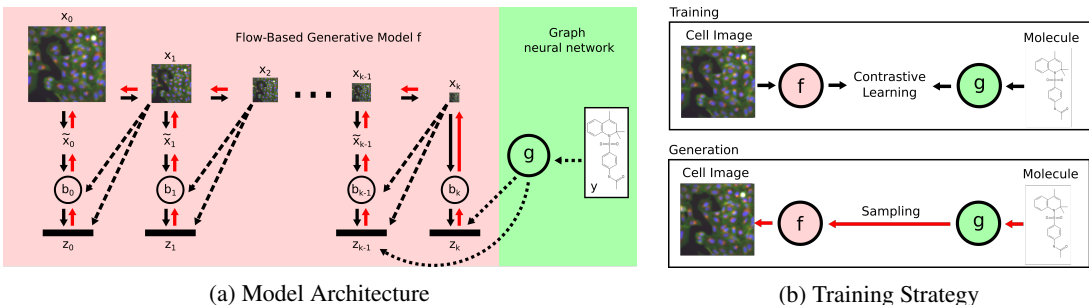 x0
Flow-Based Generative Model f
x1
x2
xk-1
xk
x̃0
x̃1
x̃k-1
b0
b1
bk-1
bk
z0
z1
zk-1
zk
Graph
neural network
g
y
(a) Model Architecture
Training
Cell Image
Molecule
f
Contrastive
Learning
g
Generation
Cell Image
Molecule
f
Sampling
g
(b) Training Strategy